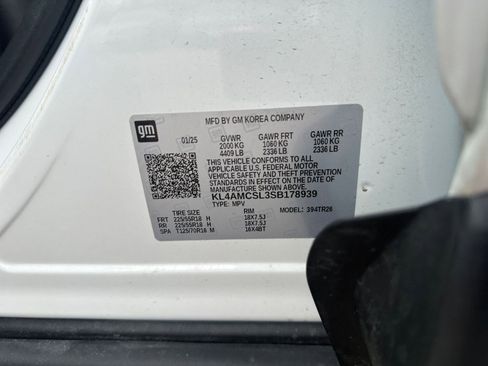 MFD BY GM KOREA COMPANY
gm
01/25 GVWR GAWR FRT GAWR RR
2000 KG 1060 KG 1060 KG
4409 LB 2336 LB 2336 LB
THIS VEHICLE CONFORMS TO ALL
APPLICABLE U.S. FEDERAL MOTOR
VEHICLE SAFETY AND THEFT PREVENTION
STANDARDS IN EFFECT ON THE DATE OF
MANUFACTURE SHOWN ABOVE.
KL4AMCSL3SB178939
TYPE: MPV MODEL: 394TR26
TIRE SIZE RIM
FRT 225/55R18 H 18X7.5J
RR 225/55R18 H 18X7.5J
SPA T125/70R16 M 16X4BT